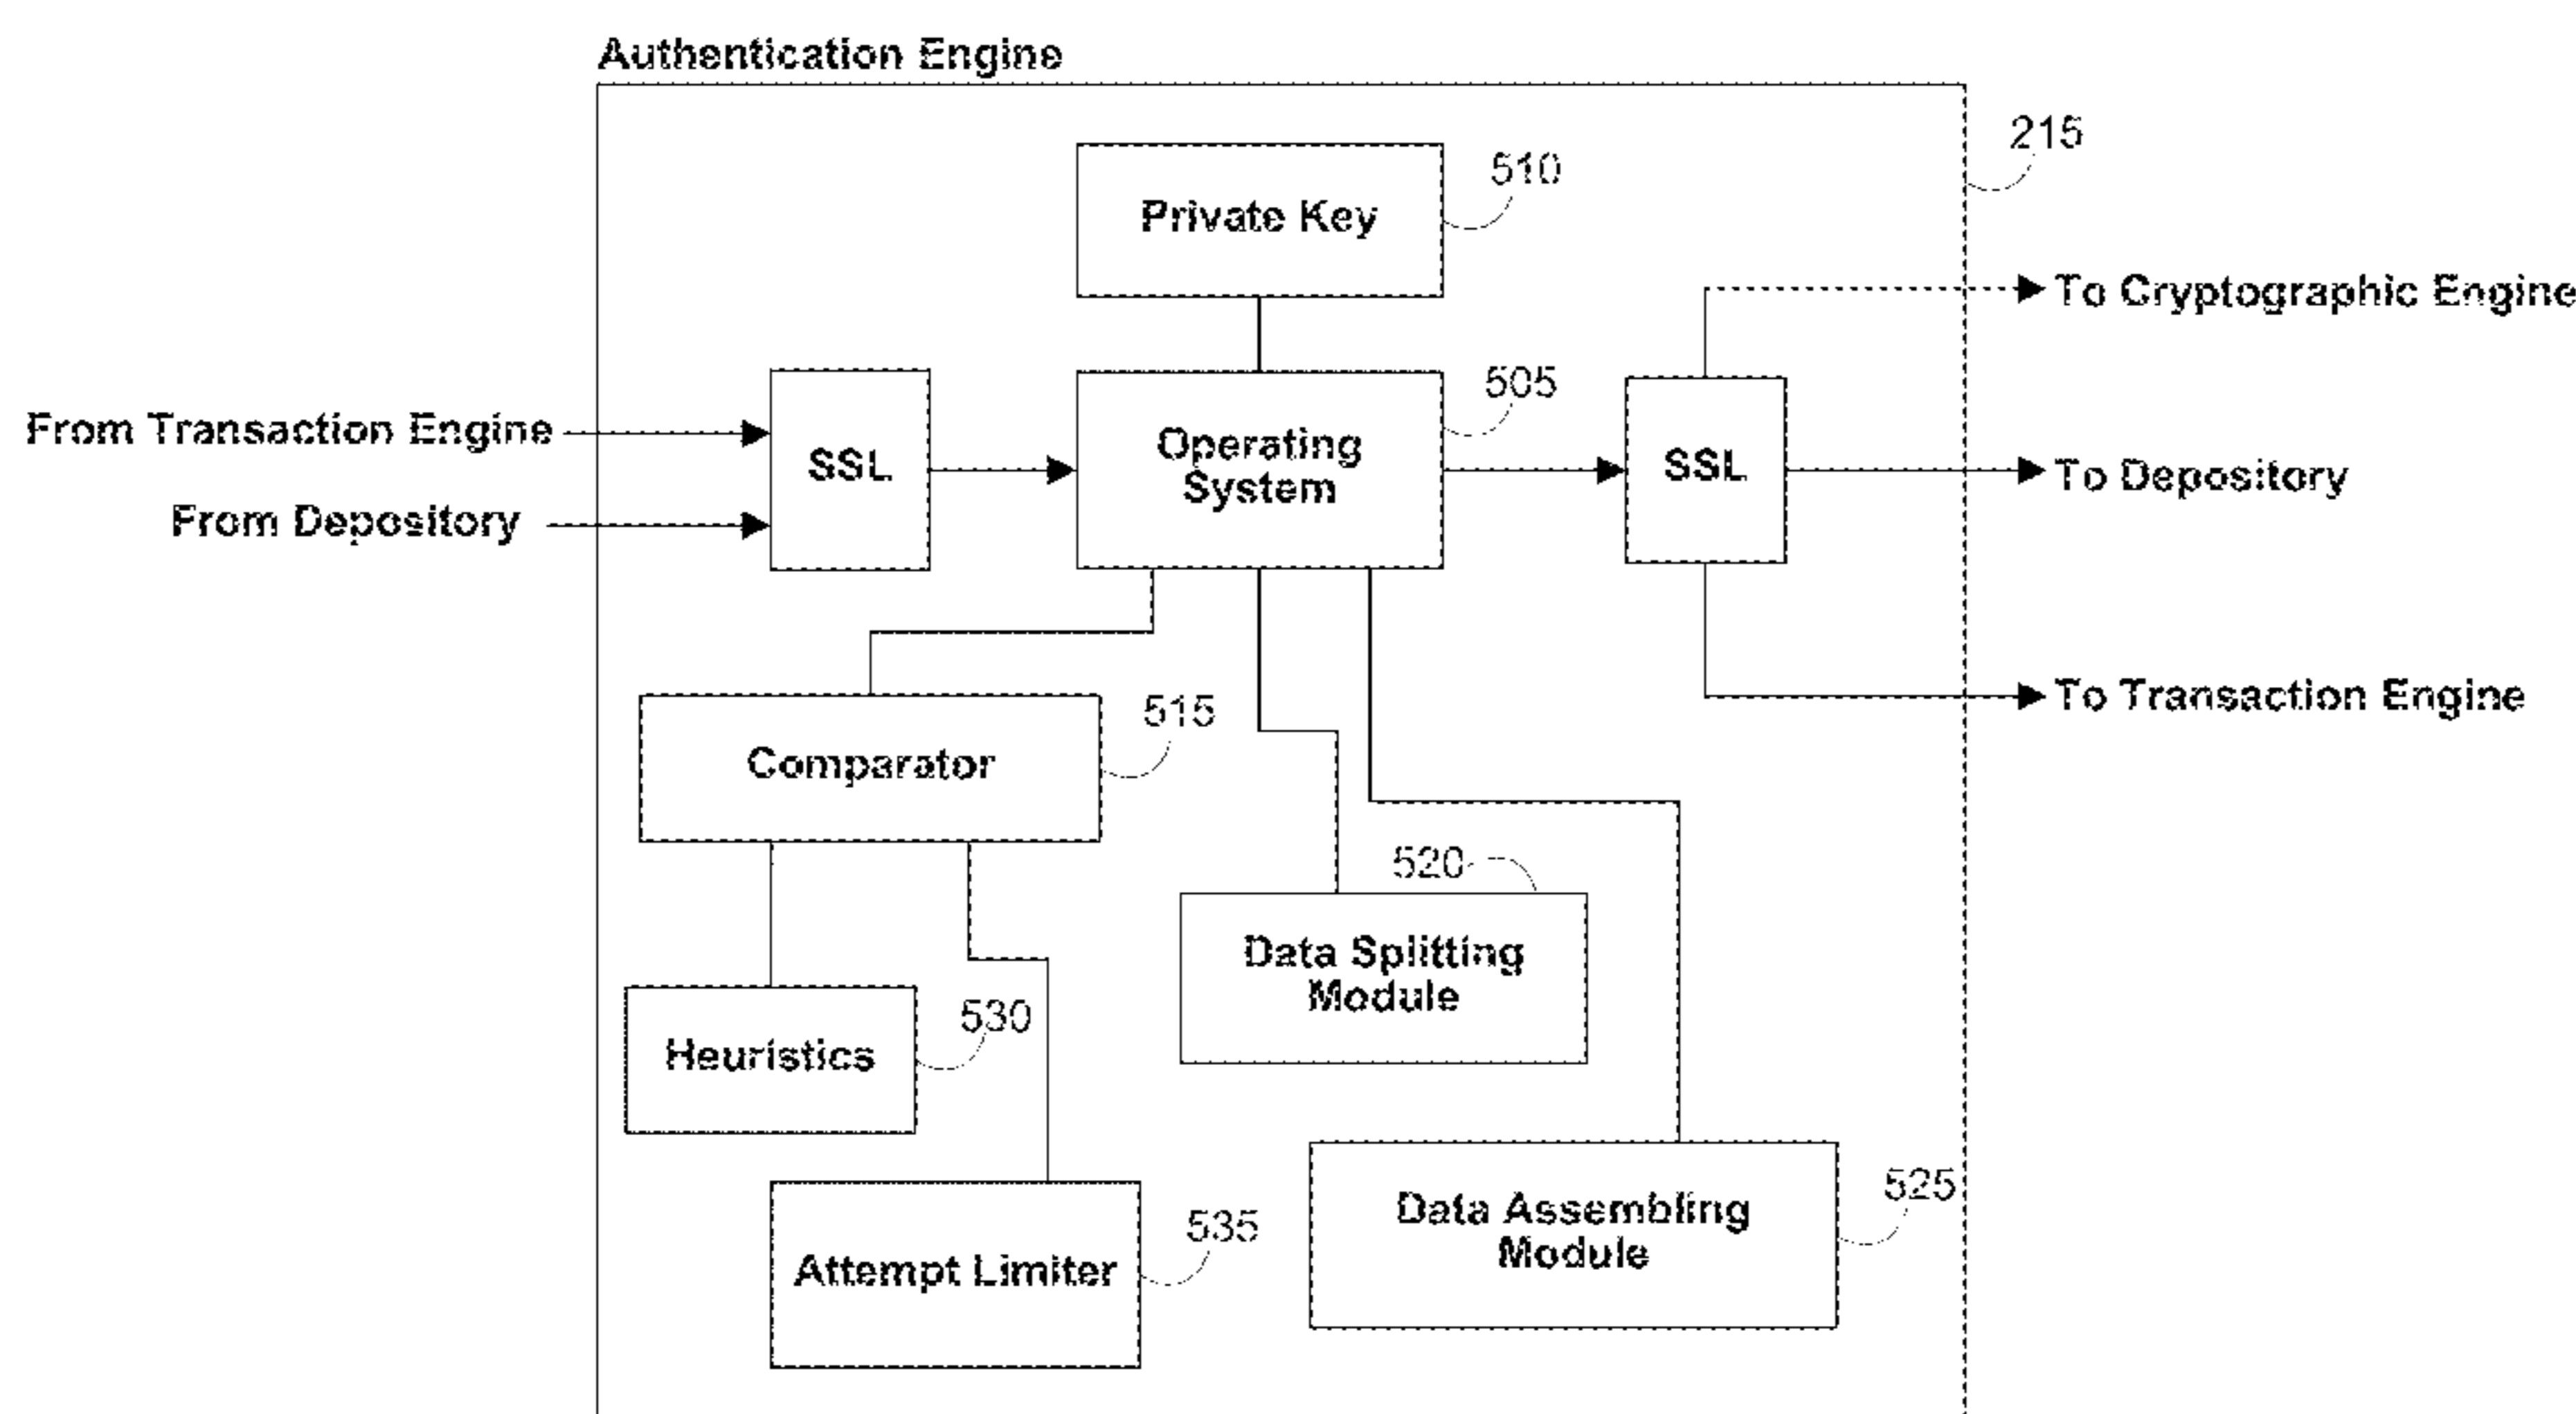 Authentication Engine
215
510
Private Key
To Cryptographic Engine
505
From Transaction Engine
SSL
Operating
System
SSL
To Depository
From Depository
To Transaction Engine
515
Comparator
520
Data Splitting
Module
530
Heuristics
525
Data Assembling
Module
535
Attempt Limiter